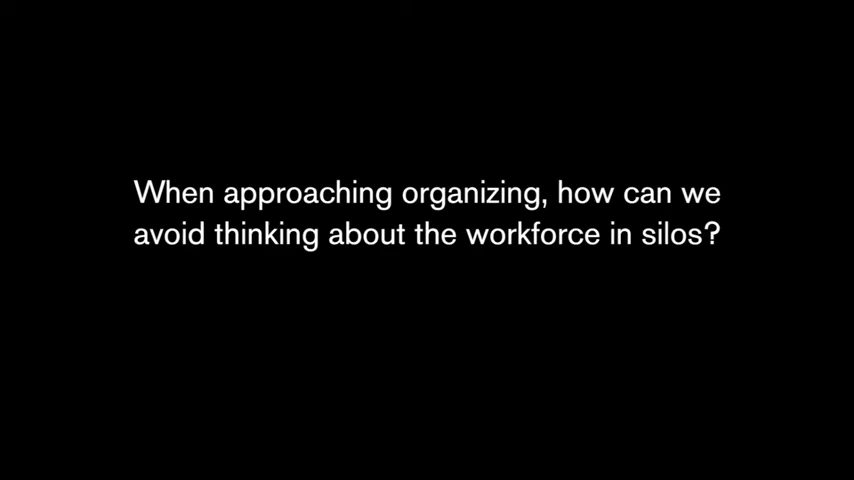 When approaching organizing, how can we
avoid thinking about the workforce in silos?